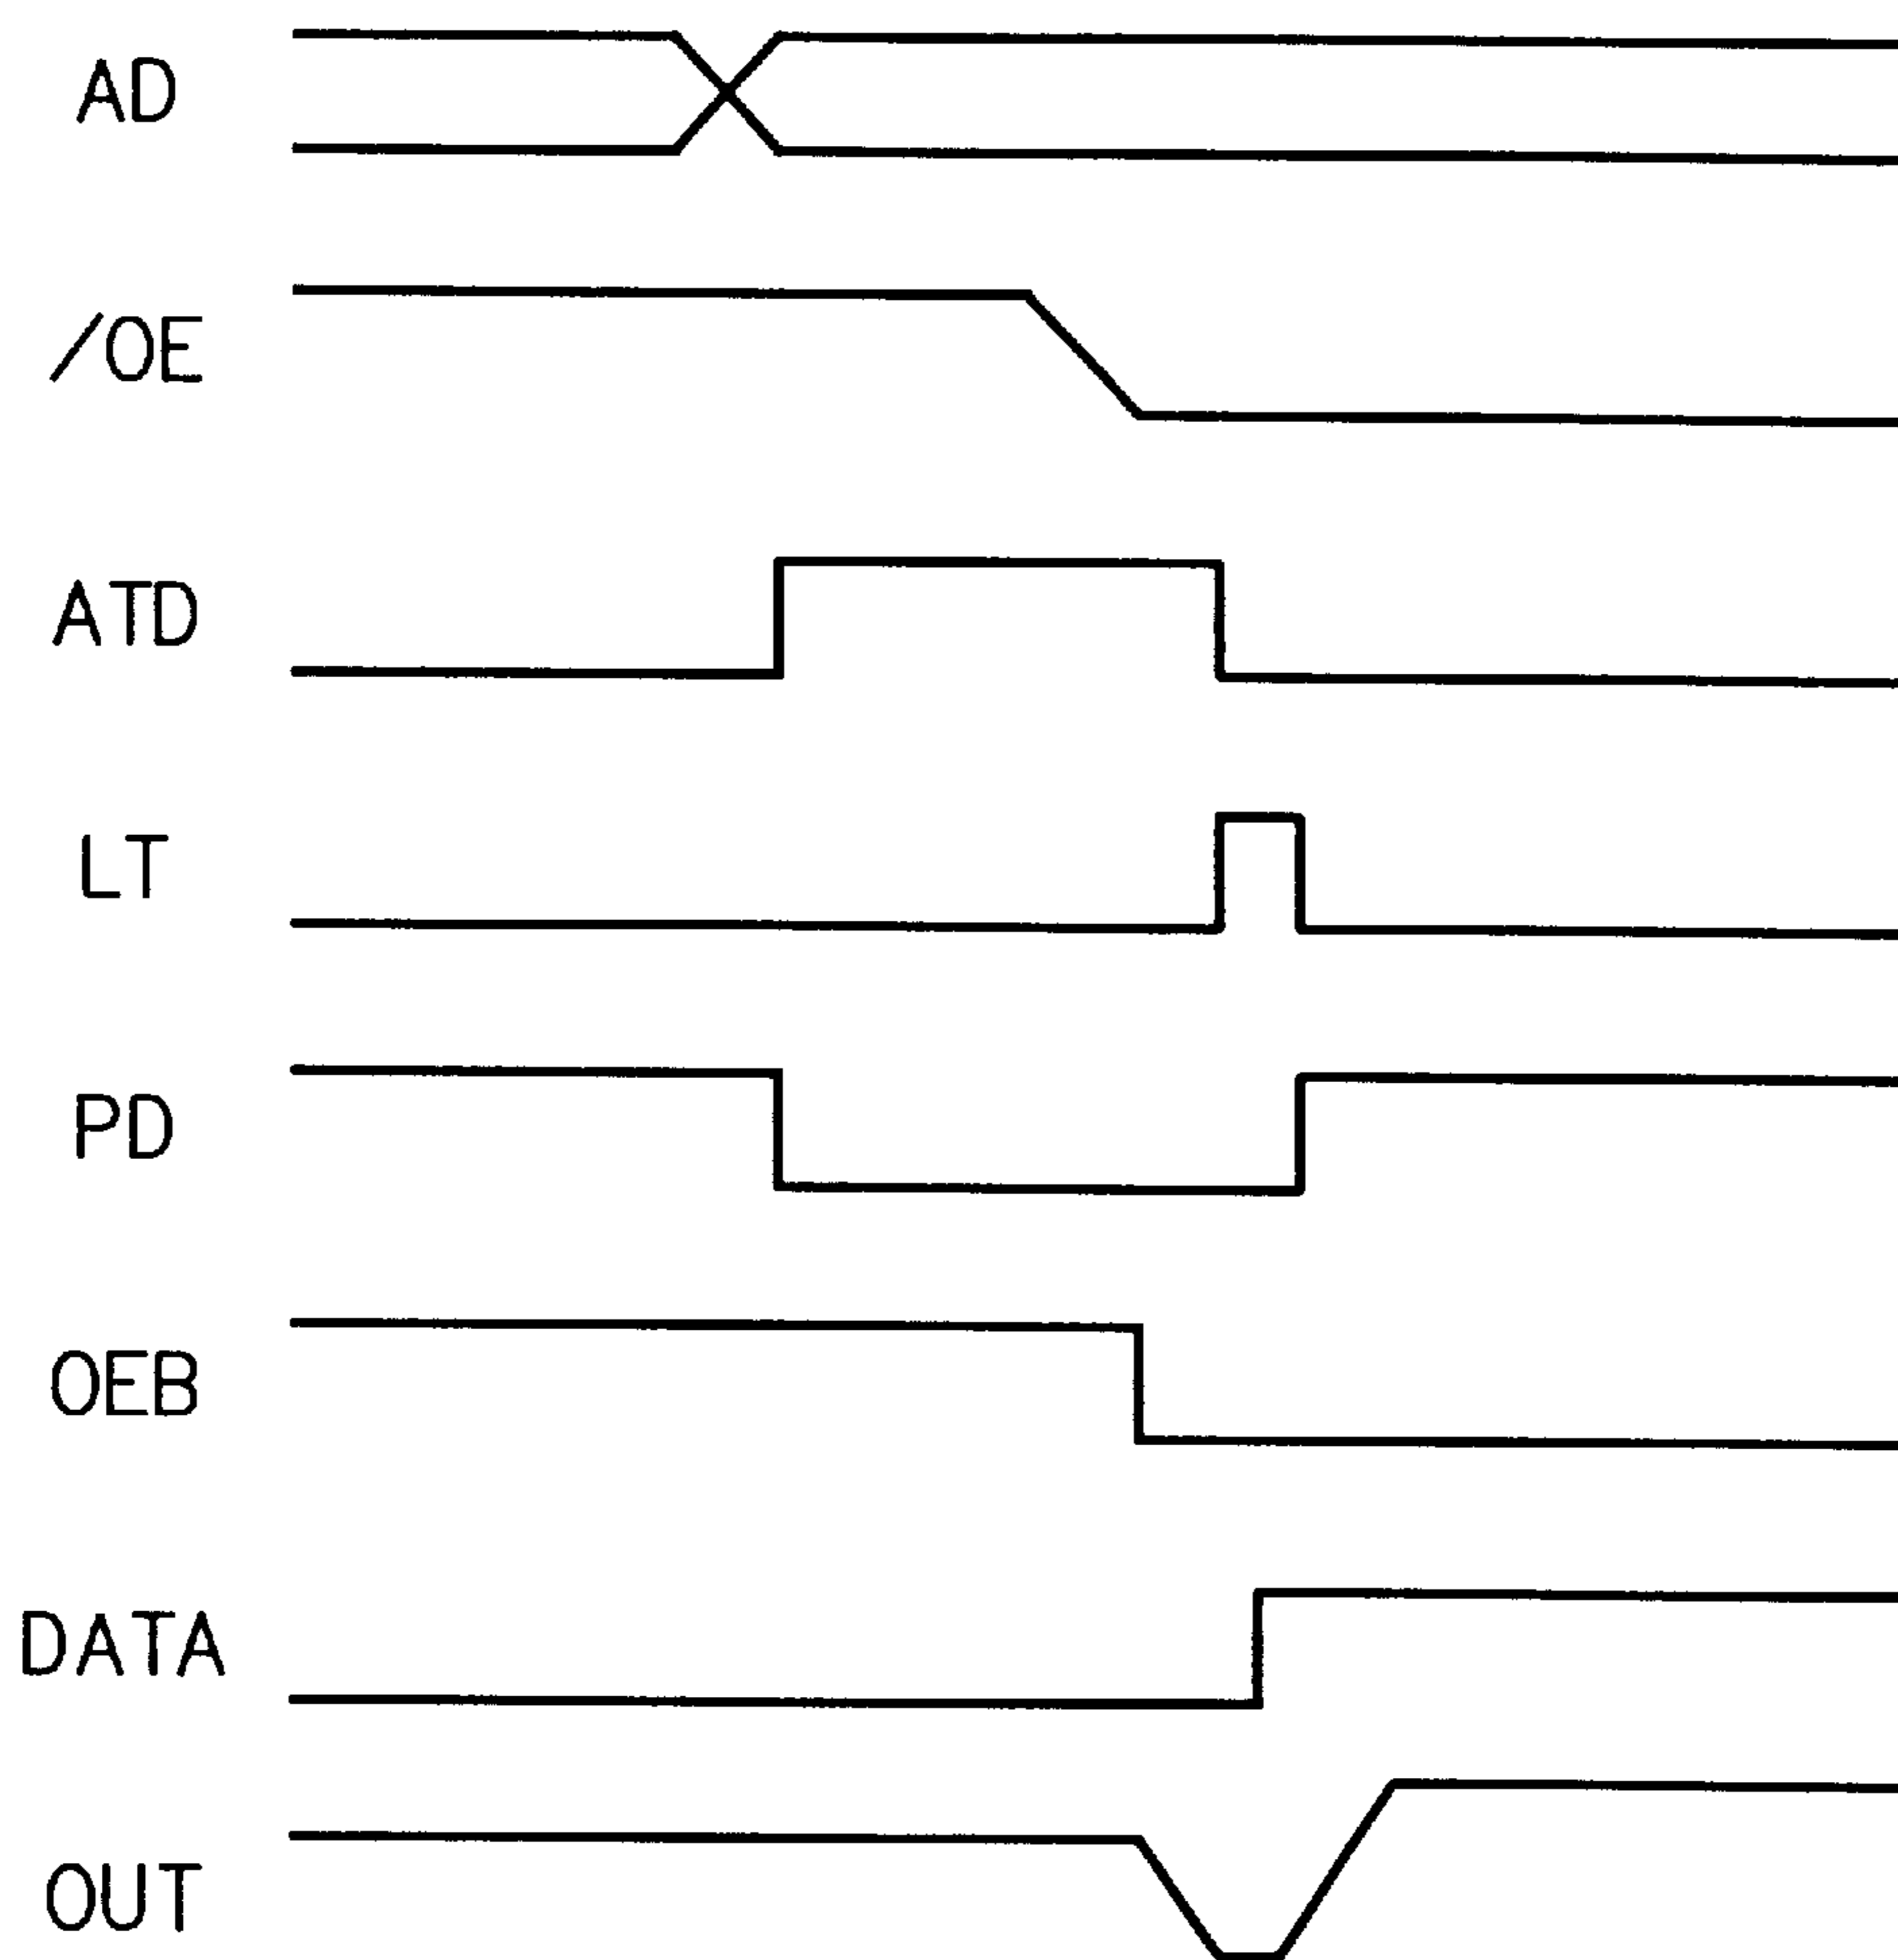 AD
/OE
ATD
LT
PD
OEB
DATA
OUT